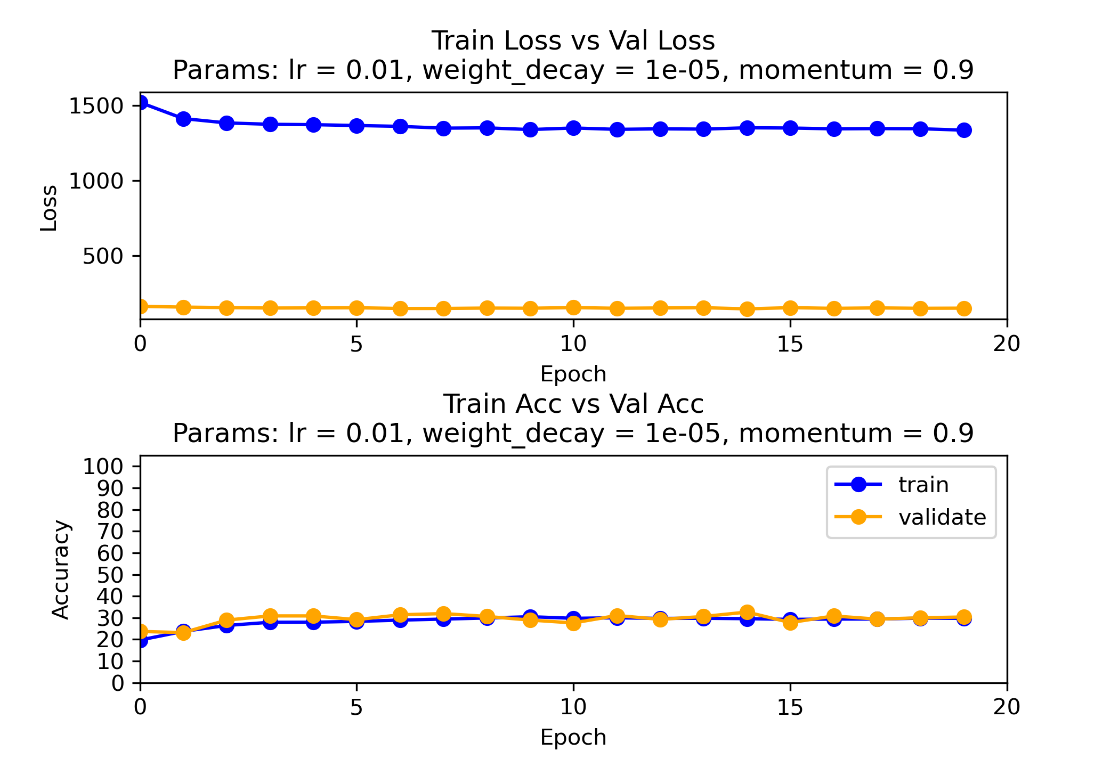 Train Loss vs Val Loss
Params: lr = 0.01, weight_decay = 1e-05, momentum = 0.9
1500
1000
500
Loss
0 5 10 15 20
Epoch
Train Acc vs Val Acc
Params: lr = 0.01, weight_decay = 1e-05, momentum = 0.9
100
90
80
70
60
50
40
30
20
10
0
Accuracy
train
validate
0 5 10 15 20
Epoch